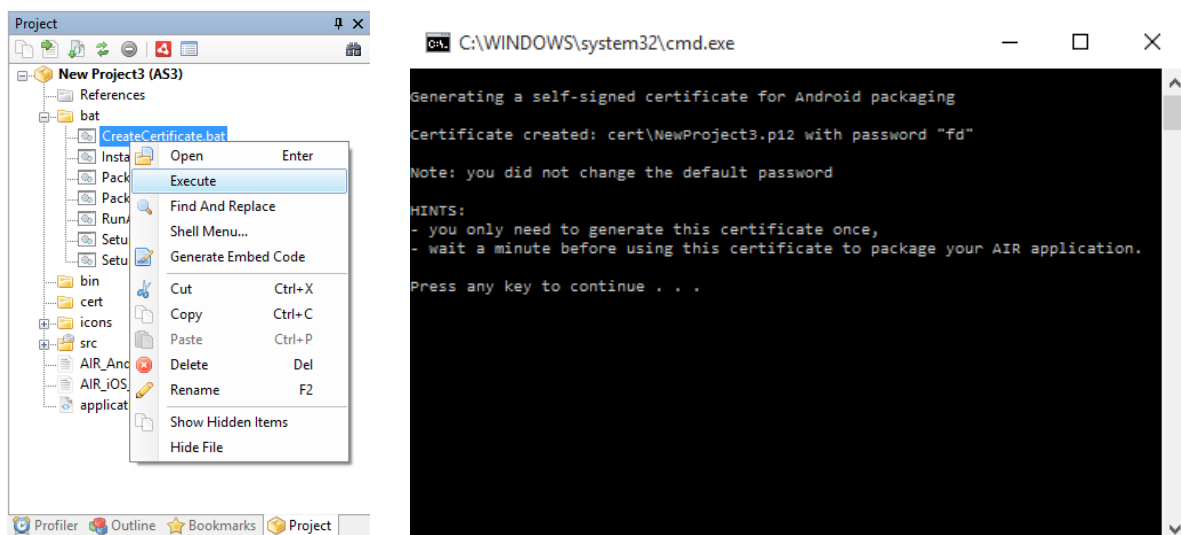 Project
New Project3 (AS3)
References
bat
CreateCertificate.bat
Insta
Pack
Pack
RunA
Setu
Setu
bin
cert
icons
src
AIR_And
AIR_iOS_
applicat
Open Enter
Execute
Find And Replace
Shell Menu...
Generate Embed Code
Cut Ctrl+X
Copy Ctrl+C
Paste Ctrl+P
Delete Del
Rename F2
Show Hidden Items
Hide File
Profiler Outline Bookmarks Project
C:\WINDOWS\system32\cmd.exe
Generating a self-signed certificate for Android packaging
Certificate created: cert\NewProject3.p12 with password "fd"
Note: you did not change the default password
HINTS:
- you only need to generate this certificate once,
- wait a minute before using this certificate to package your AIR application.
Press any key to continue . . .